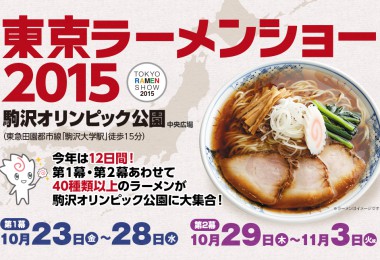 東京ラーメンショー
2015
TOKYO
RAMEN
SHOW
2015
駒沢オリンピック公園 中央広場
(東急田園都市線「駒沢大学駅」徒歩15分)
今年は12日間!
第1幕・第2幕あわせて
40種類以上のラーメンが
駒沢オリンピック公園に大集合!
※ラーメンイメージです
第1幕
10月23日金〜28日水
第2幕
10月29日木〜11月3日火祝